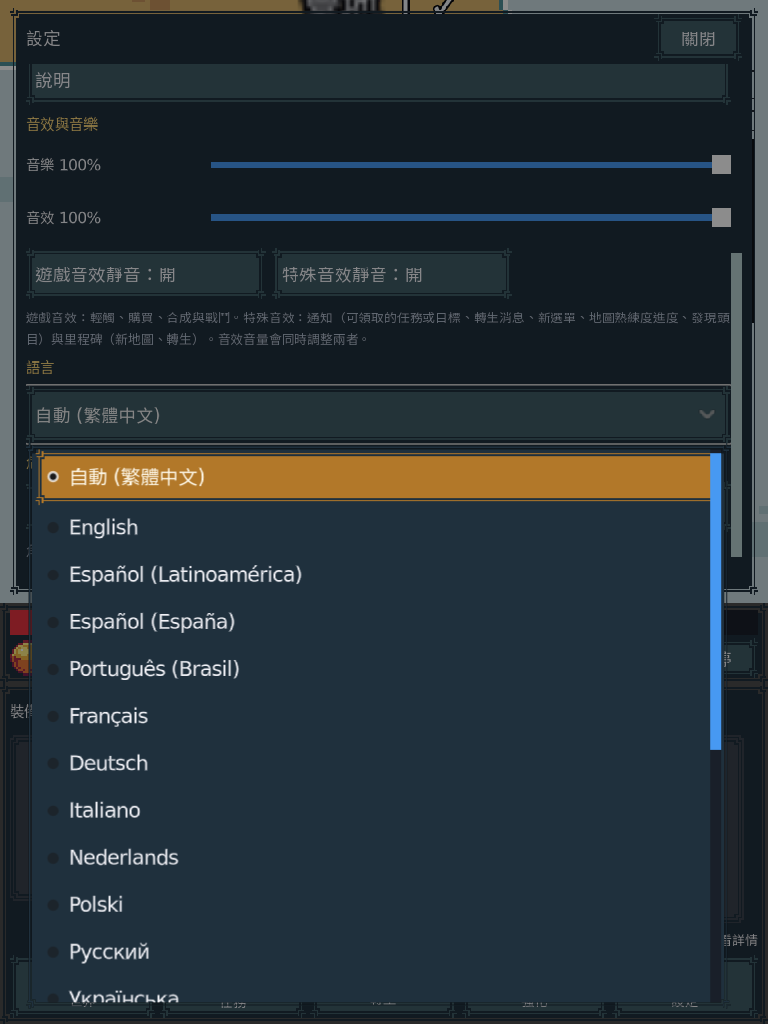 設定
關閉
說明
音效與音樂
音樂 100%
音效 100%
遊戲音效靜音：開
特殊音效靜音：開
遊戲音效：輕觸、購買、合成與戰鬥。特殊音效：通知（可領取的任務或目標、轉生消息、新選單、地圖熟練度進度、發現頭
目）與里程碑（新地圖、轉生）。音效音量會同時調整兩者。
語言
自動 (繁體中文)
自動 (繁體中文)
English
Español (Latinoamérica)
Español (España)
Português (Brasil)
Français
Deutsch
Italiano
Nederlands
Polski
Русский
Українська
看詳情